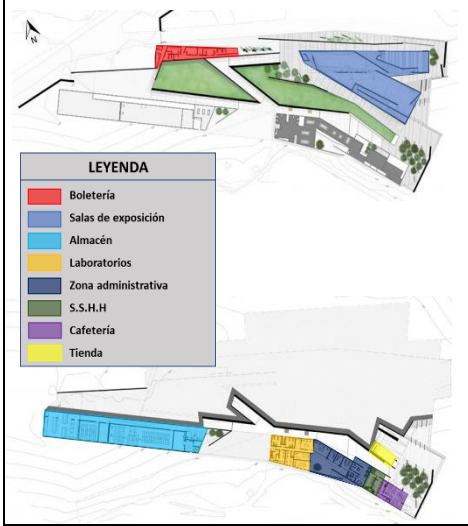 N
LEYENDA
Boletería
Salas de exposición
Almacén
Laboratorios
Zona administrativa
S.S.H.H
Cafetería
Tienda